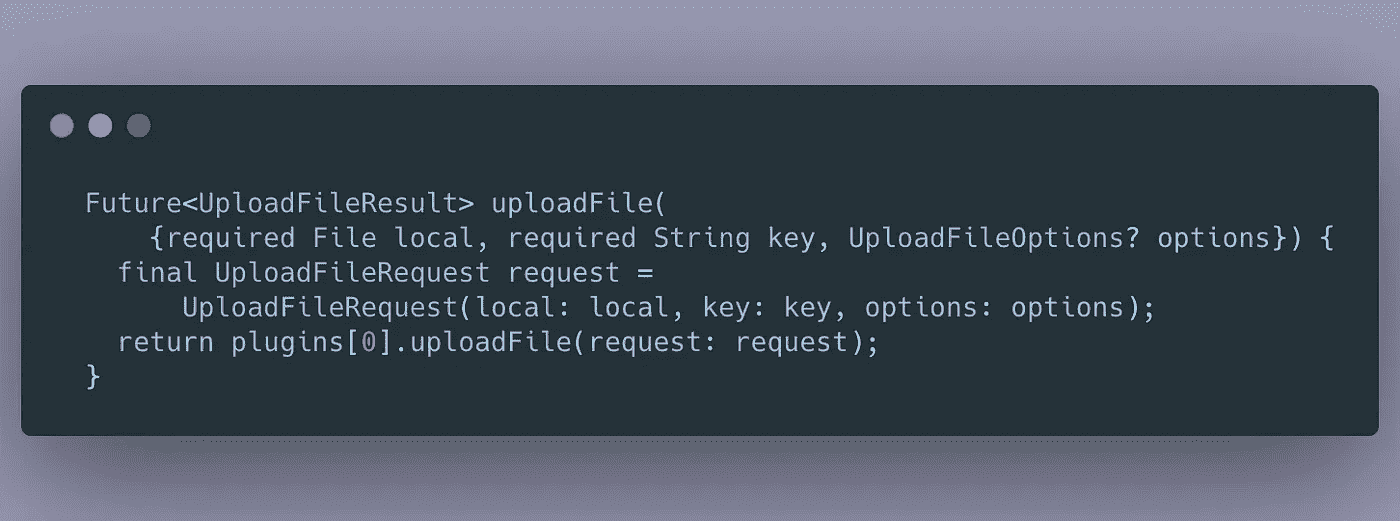 Future<UploadFileResult> uploadFile(
    {required File local, required String key, UploadFileOptions? options}) {
  final UploadFileRequest request =
      UploadFileRequest(local: local, key: key, options: options);
  return plugins[0].uploadFile(request: request);
}